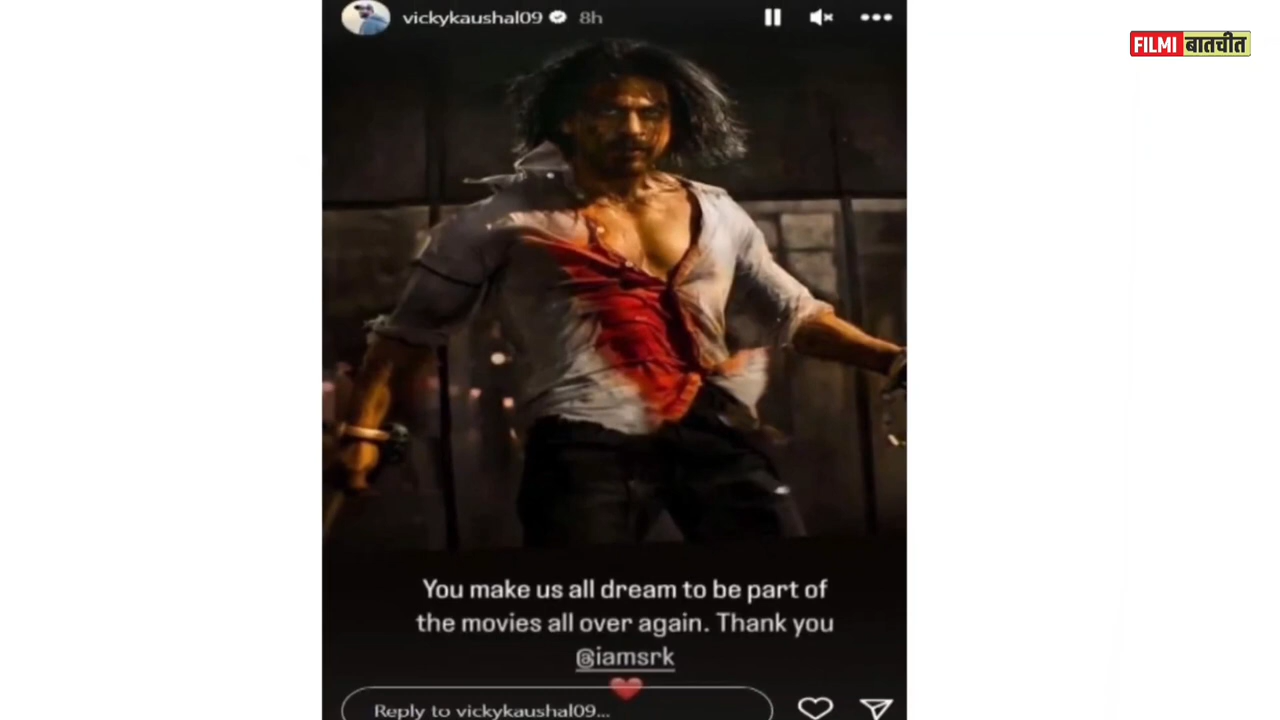 vickykaushal09 8h
FILMI बातचीत
You make us all dream to be part of
the movies all over again. Thank you
@iamsrk
Reply to vickykaushal09...